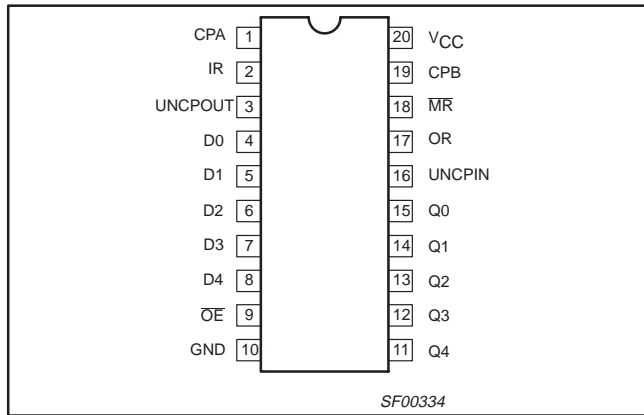 CPA 1 20 VCC
IR 2 19 CPB
UNCPOUT 3 18 M̅R̅
D0 4 17 OR
D1 5 16 UNCPIN
D2 6 15 Q0
D3 7 14 Q1
D4 8 13 Q2
O̅E̅ 9 12 Q3
GND 10 11 Q4
SF00334